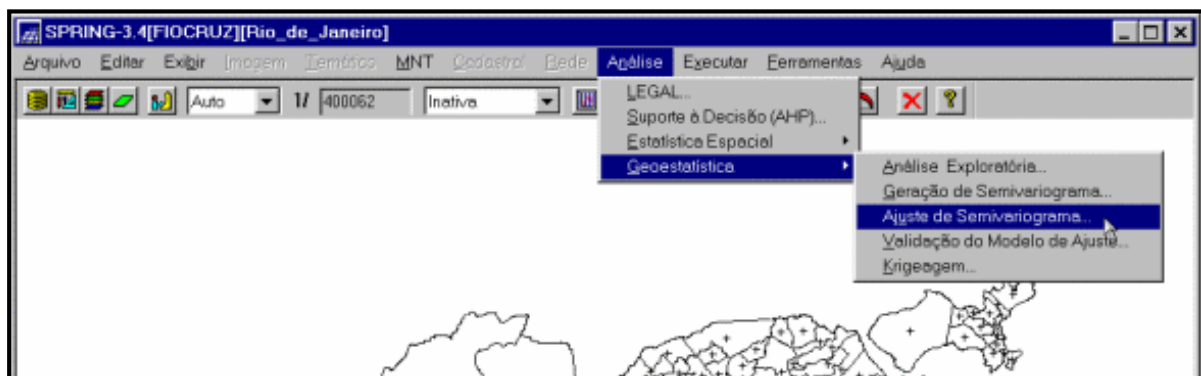 SPRING-3.4[FIOCRUZ][Rio_de_Janeiro]
Arquivo Editar Exibir Imagem Temático MNT Cadastral Rede Análise Executar Ferramentas Ajuda
Auto 1/ 400062 Inativa
LEGAL...
Suporte à Decisão (AHP)...
Estatística Espacial
Geoestatística
Análise Exploratória...
Geração de Semivariograma...
Ajuste de Semivariograma...
Validação do Modelo de Ajuste...
Krigeagem...